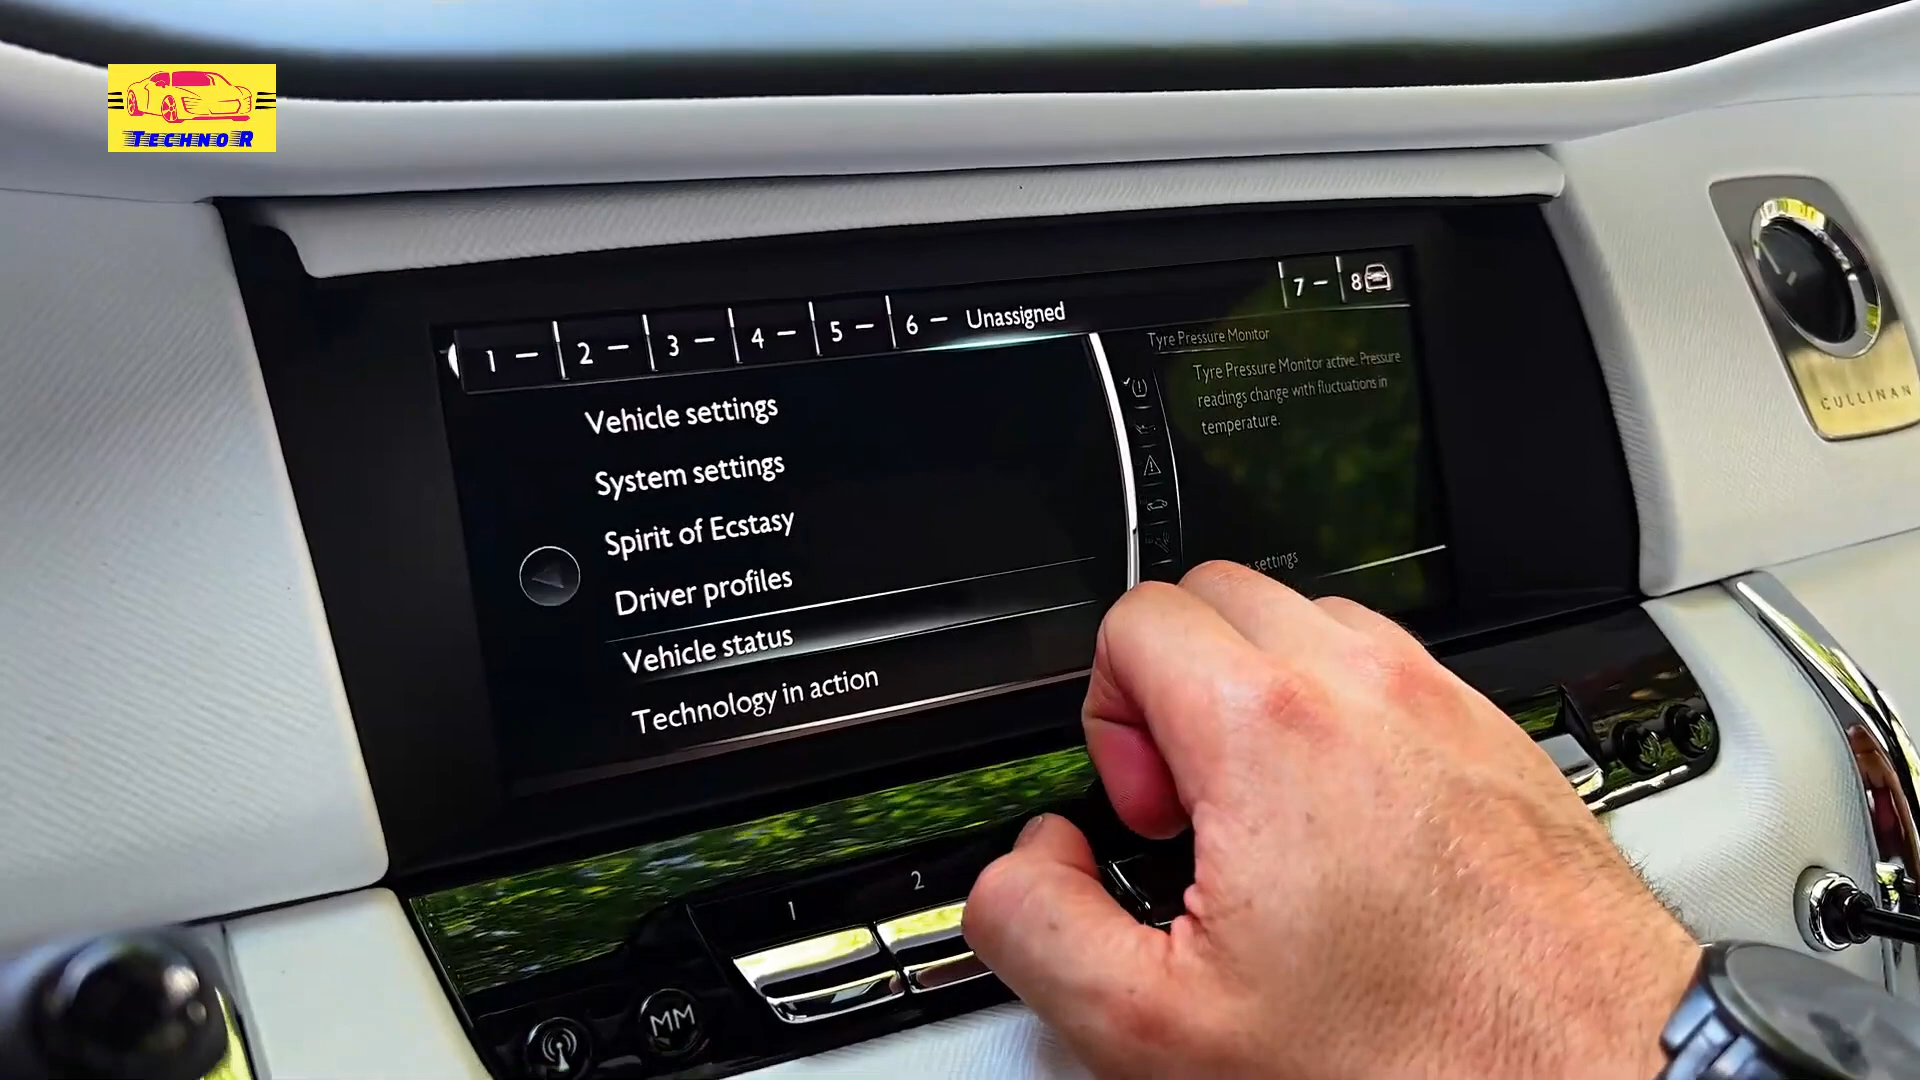 TECHNO R
1 – 2 – 3 – 4 – 5 – 6 – Unassigned
7 – 8
Vehicle settings
System settings
Spirit of Ecstasy
Driver profiles
Vehicle status
Technology in action
Tyre Pressure Monitor
Tyre Pressure Monitor active. Pressure
readings change with fluctuations in
temperature.
settings
CULLINAN
1
2
MM